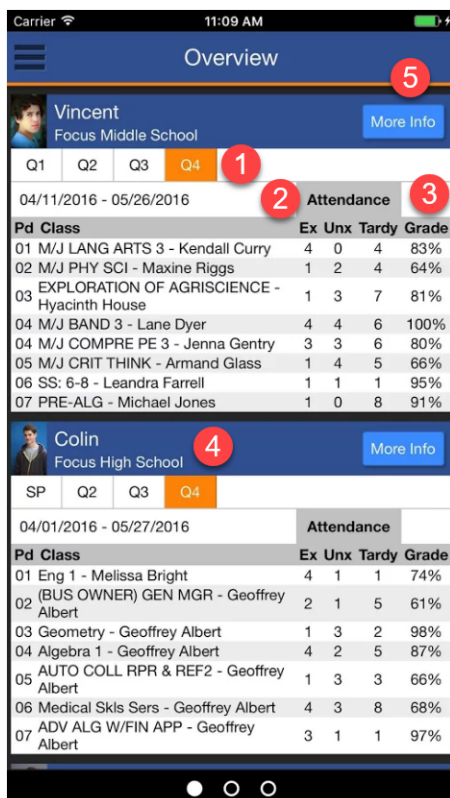 Carrier 11:09 AM
Overview
5
Vincent
Focus Middle School
More Info
Q1 Q2 Q3 Q4 1
04/11/2016 - 05/26/2016 2 Attendance 3
Pd Class Ex Unx Tardy Grade
01 M/J LANG ARTS 3 - Kendall Curry 4 0 4 83%
02 M/J PHY SCI - Maxine Riggs 1 2 4 64%
03 EXPLORATION OF AGRISCIENCE - 1 3 7 81%
Hyacinth House
04 M/J BAND 3 - Lane Dyer 4 4 6 100%
04 M/J COMPRE PE 3 - Jenna Gentry 3 3 6 80%
05 M/J CRIT THINK - Armand Glass 1 4 5 66%
06 SS: 6-8 - Leandra Farrell 1 1 1 95%
07 PRE-ALG - Michael Jones 1 0 8 91%
Colin
Focus High School 4
More Info
SP Q2 Q3 Q4
04/01/2016 - 05/27/2016 Attendance
Pd Class Ex Unx Tardy Grade
01 Eng 1 - Melissa Bright 4 1 1 74%
02 (BUS OWNER) GEN MGR - Geoffrey 2 1 5 61%
Albert
03 Geometry - Geoffrey Albert 1 3 2 98%
04 Algebra 1 - Geoffrey Albert 4 2 5 87%
05 AUTO COLL RPR & REF2 - Geoffrey 1 3 3 66%
Albert
06 Medical Skls Sers - Geoffrey Albert 4 3 8 68%
07 ADV ALG W/FIN APP - Geoffrey 3 1 1 97%
Albert